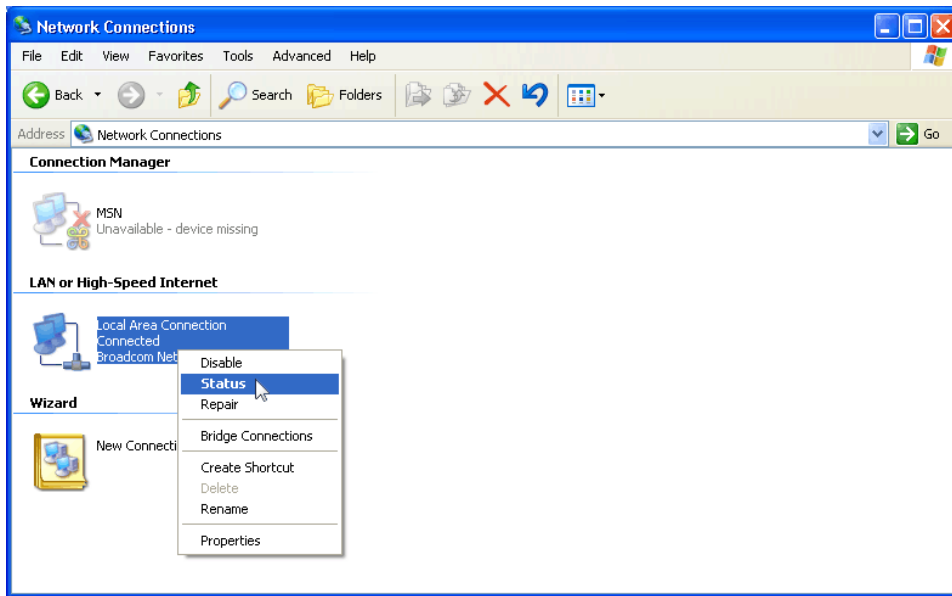 Network Connections
File Edit View Favorites Tools Advanced Help
Back Search Folders
Address Network Connections Go
Connection Manager
MSN
Unavailable - device missing
LAN or High-Speed Internet
Local Area Connection
Connected
Broadcom Net
Disable
Status
Repair
Bridge Connections
Create Shortcut
Delete
Rename
Properties
Wizard
New Connecti